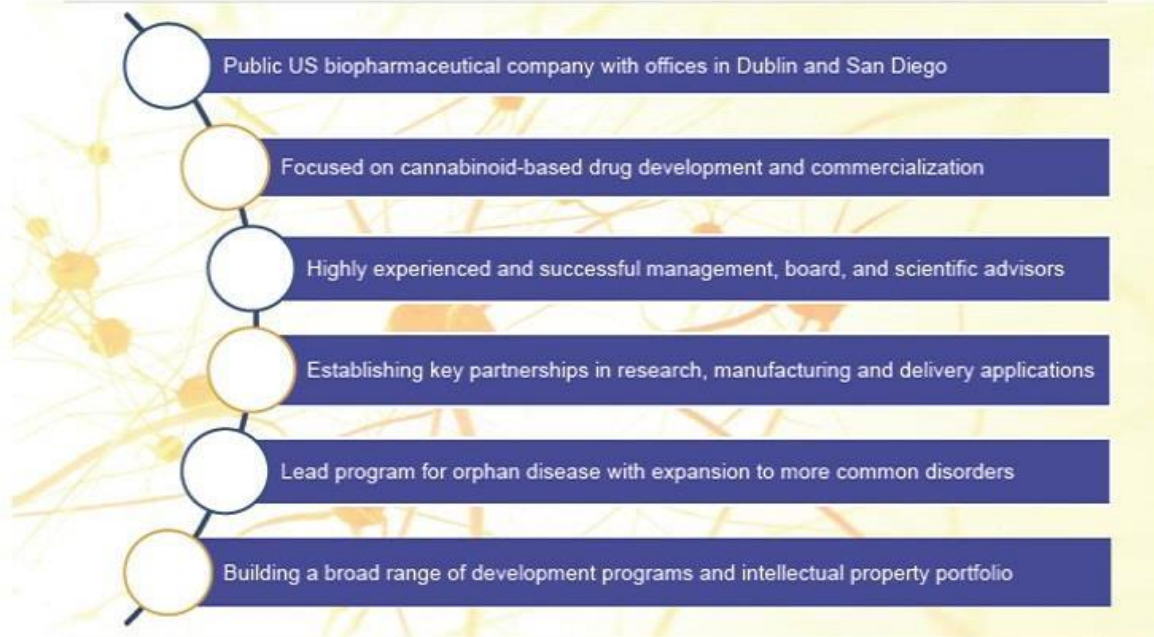 Public US biopharmaceutical company with offices in Dublin and San Diego
Focused on cannabinoid-based drug development and commercialization
Highly experienced and successful management, board, and scientific advisors
Establishing key partnerships in research, manufacturing and delivery applications
Lead program for orphan disease with expansion to more common disorders
Building a broad range of development programs and intellectual property portfolio